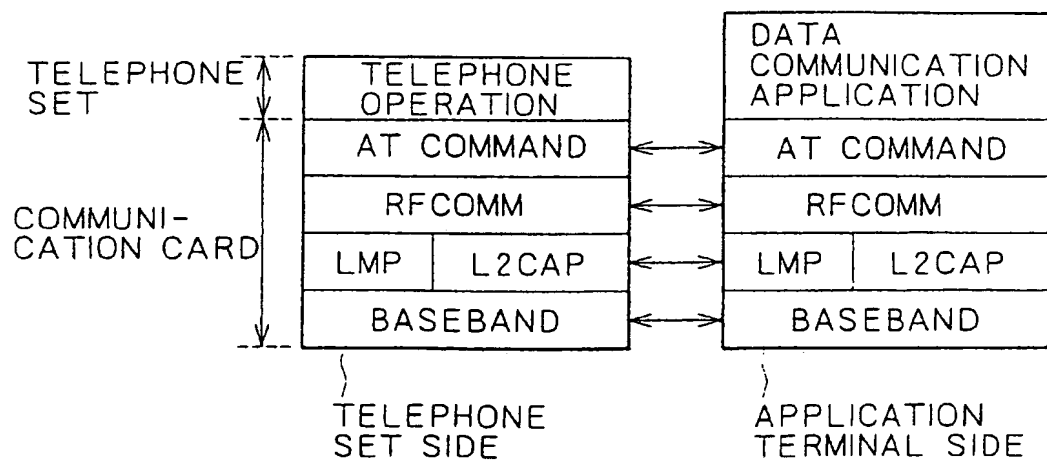 TELEPHONE
SET
COMMUNI-
CATION CARD
TELEPHONE
OPERATION
AT COMMAND
RFCOMM
LMP
L2CAP
BASEBAND
TELEPHONE
SET SIDE
DATA
COMMUNICATION
APPLICATION
AT COMMAND
RFCOMM
LMP
L2CAP
BASEBAND
APPLICATION
TERMINAL SIDE